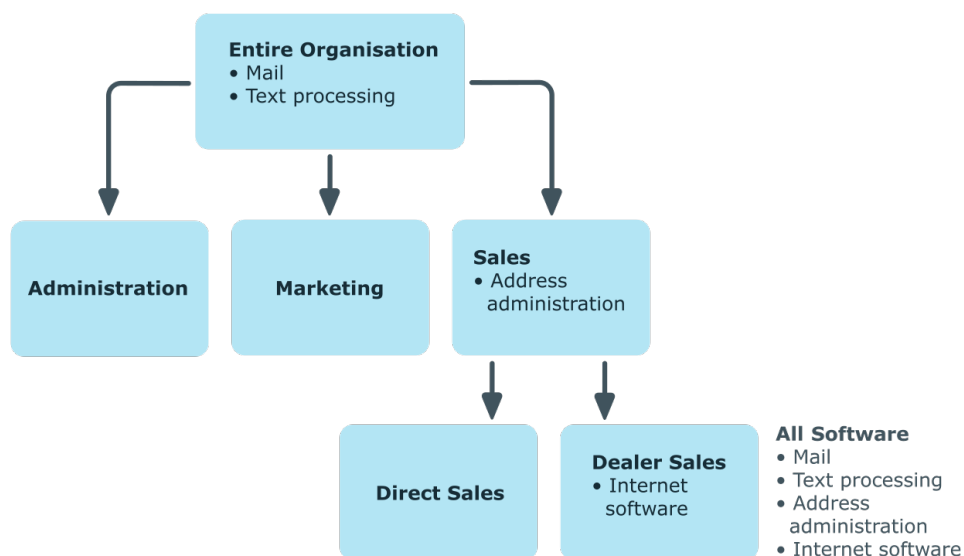 Entire Organisation
• Mail
• Text processing
Administration
Marketing
Sales
• Address
administration
Direct Sales
Dealer Sales
• Internet
software
All Software
• Mail
• Text processing
• Address
administration
• Internet software